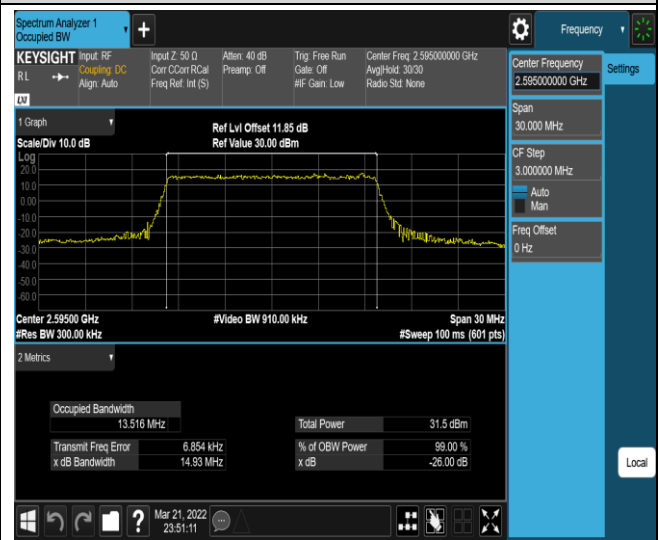 Spectrum Analyzer 1
Occupied BW
+
Frequency
KEYSIGHT
R L
LXI
Input: RF
Coupling: DC
Align: Auto
Input Z: 50 Ω
Corr CCorr RCal
Freq Ref: Int (S)
Atten: 40 dB
Preamp: Off
Trig: Free Run
Gate: Off
#IF Gain: Low
Center Freq: 2.595000000 GHz
Avg|Hold: 30/30
Radio Std: None
Center Frequency
2.595000000 GHz
Settings
Span
30.000 MHz
CF Step
3.000000 MHz
Auto
Man
Freq Offset
0 Hz
1 Graph
Scale/Div 10.0 dB
Ref Lvl Offset 11.85 dB
Ref Value 30.00 dBm
Log
20.0
10.0
0.00
-10.0
-20.0
-30.0
-40.0
-50.0
-60.0
Center 2.59500 GHz
#Video BW 910.00 kHz
Span 30 MHz
#Res BW 300.00 kHz
#Sweep 100 ms (601 pts)
2 Metrics
Occupied Bandwidth
13.516 MHz
Total Power 31.5 dBm
Transmit Freq Error 6.854 kHz
% of OBW Power 99.00 %
x dB Bandwidth 14.93 MHz
x dB -26.00 dB
Local
?
Mar 21, 2022
23:51:11